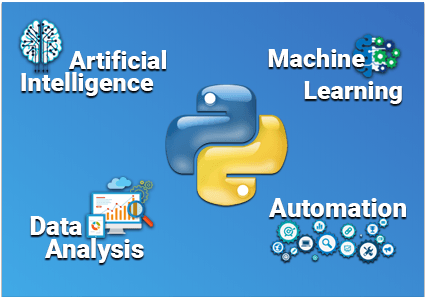 Artificial
Intelligence
Machine
Learning
Data
Analysis
Automation